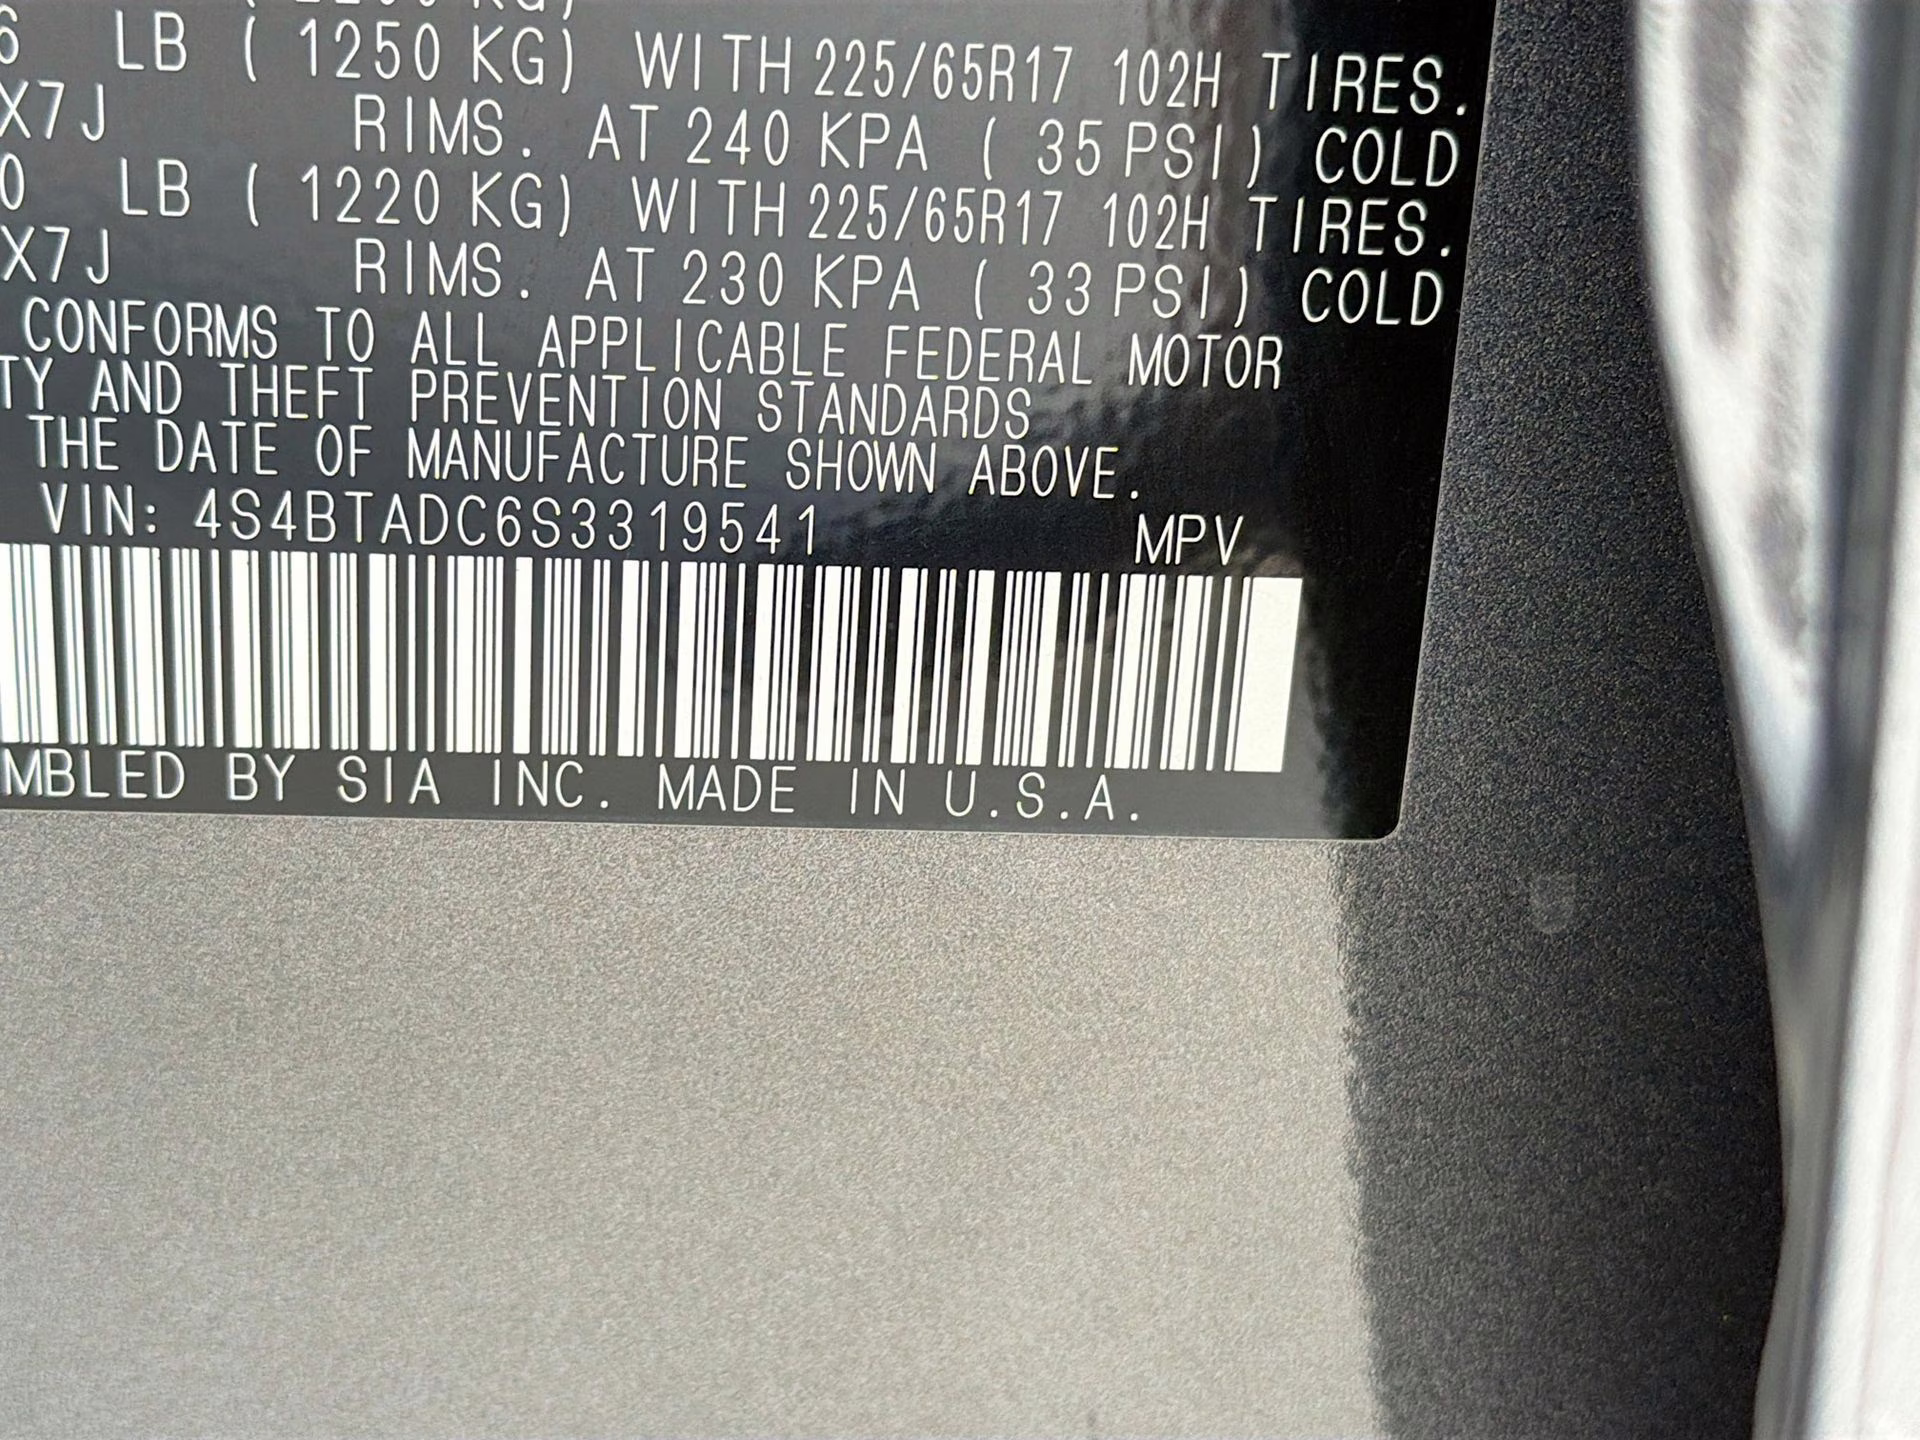 6 LB ( 1250 KG) WITH 225/65R17 102H TIRES.
X7J RIMS. AT 240 KPA ( 35 PSI) COLD
0 LB ( 1220 KG) WITH 225/65R17 102H TIRES.
X7J RIMS. AT 230 KPA ( 33 PSI) COLD
CONFORMS TO ALL APPLICABLE FEDERAL MOTOR
TY AND THEFT PREVENTION STANDARDS
THE DATE OF MANUFACTURE SHOWN ABOVE.
VIN: 4S4BTADC6S3319541 MPV
MBLED BY SIA INC. MADE IN U.S.A.